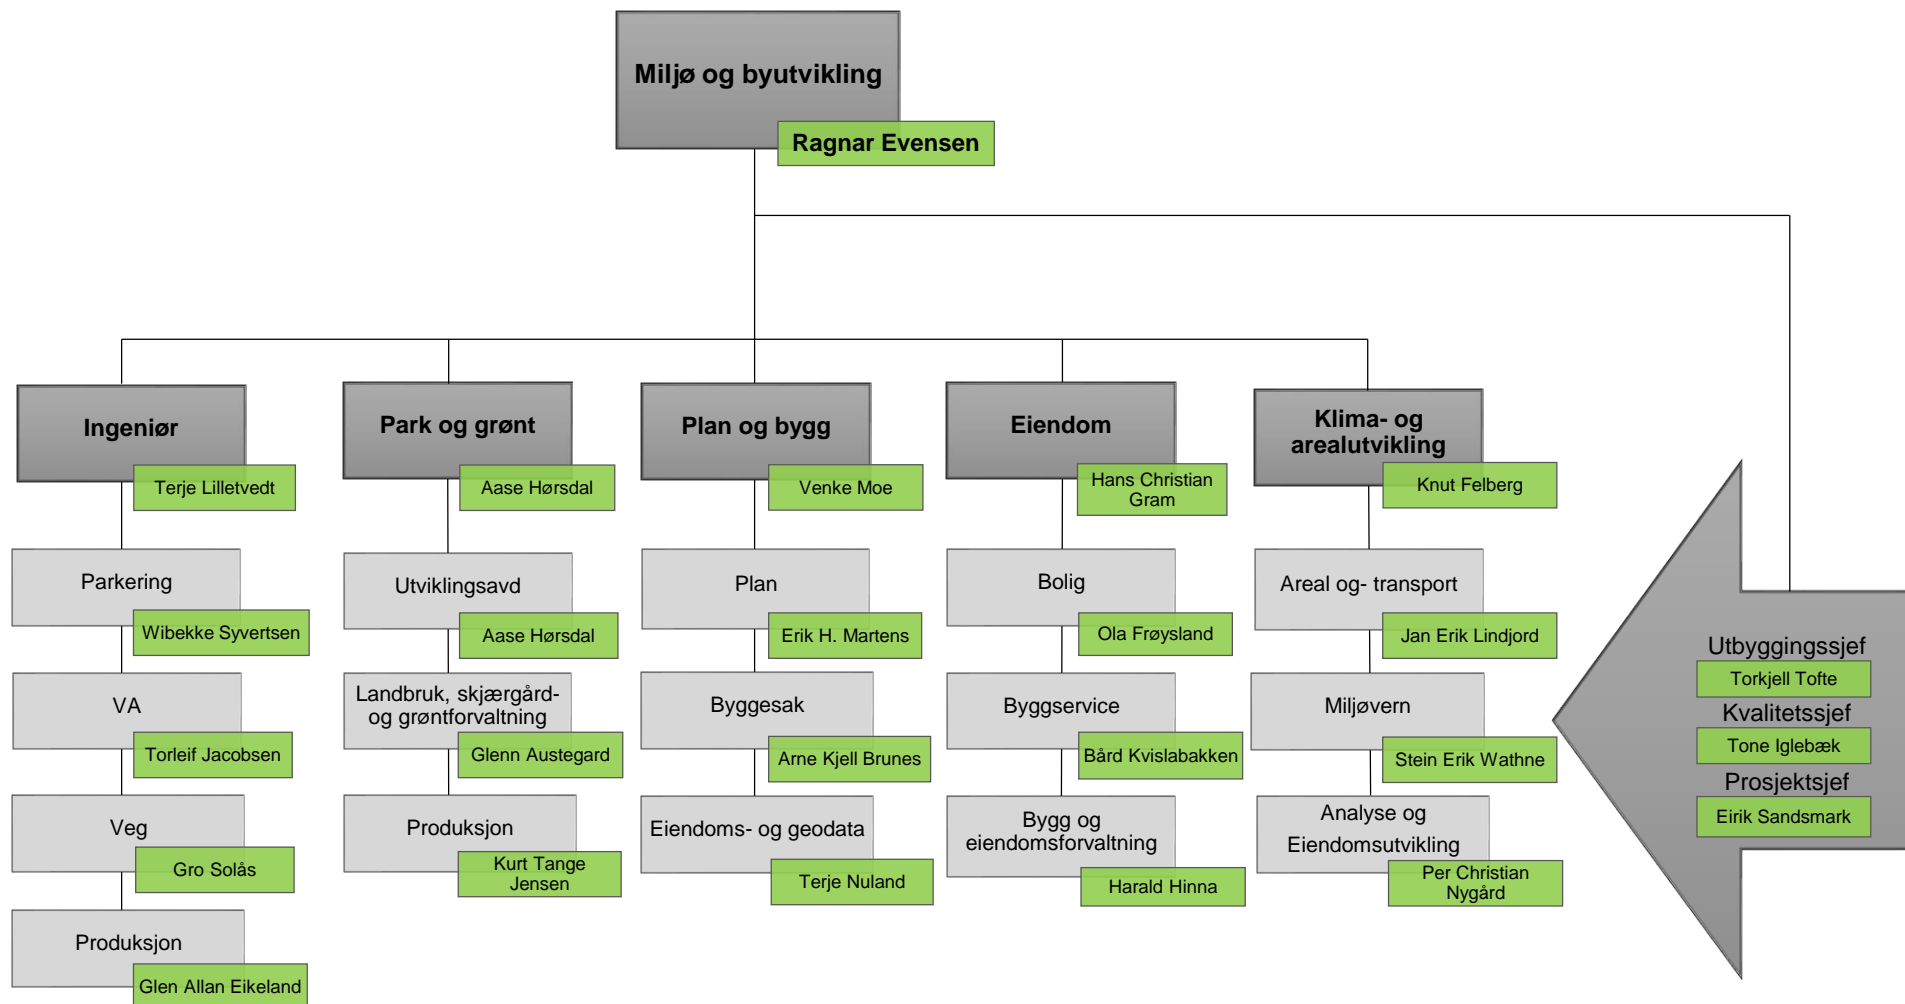 Miljø og byutvikling
Ragnar Evensen
Ingeniør
Terje Lilletvedt
Parkering
Wibekke Syvertsen
VA
Torleif Jacobsen
Veg
Gro Solås
Produksjon
Glen Allan Eikeland
Park og grønt
Aase Hørsdal
Utviklingsavd
Aase Hørsdal
Landbruk, skjærgård-
og grøntforvaltning
Glenn Austegard
Produksjon
Kurt Tange
Jensen
Plan og bygg
Venke Moe
Plan
Erik H. Martens
Byggesak
Arne Kjell Brunes
Eiendoms- og geodata
Terje Nuland
Eiendom
Hans Christian
Gram
Bolig
Ola Frøysland
Byggservice
Bård Kvislabakken
Bygg og
eiendomsforvaltning
Harald Hinna
Klima- og
arealutvikling
Knut Felberg
Areal og- transport
Jan Erik Lindjord
Miljøvern
Stein Erik Wathne
Analyse og
Eiendomsutvikling
Per Christian
Nygård
Utbyggingssjef
Torkjell Tofte
Kvalitetssjef
Tone Iglebæk
Prosjektsjef
Eirik Sandsmark